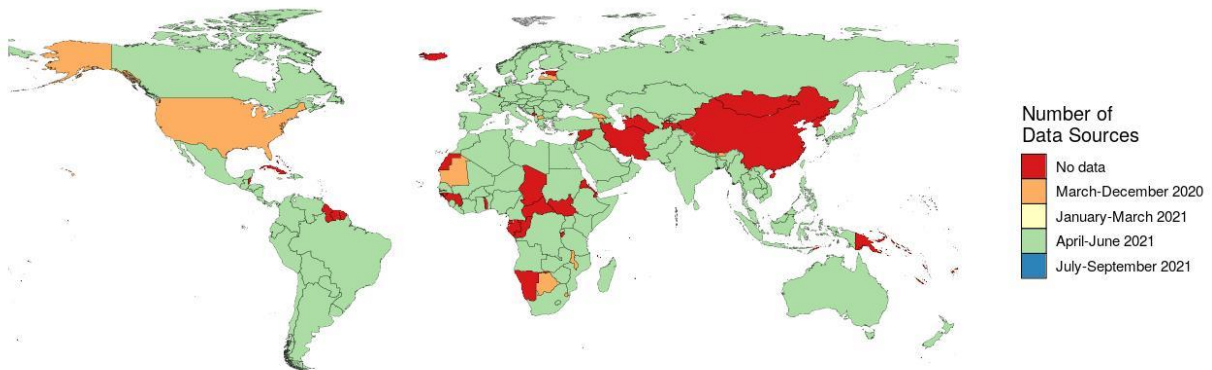 Number of
Data Sources
No data
March-December 2020
January-March 2021
April-June 2021
July-September 2021